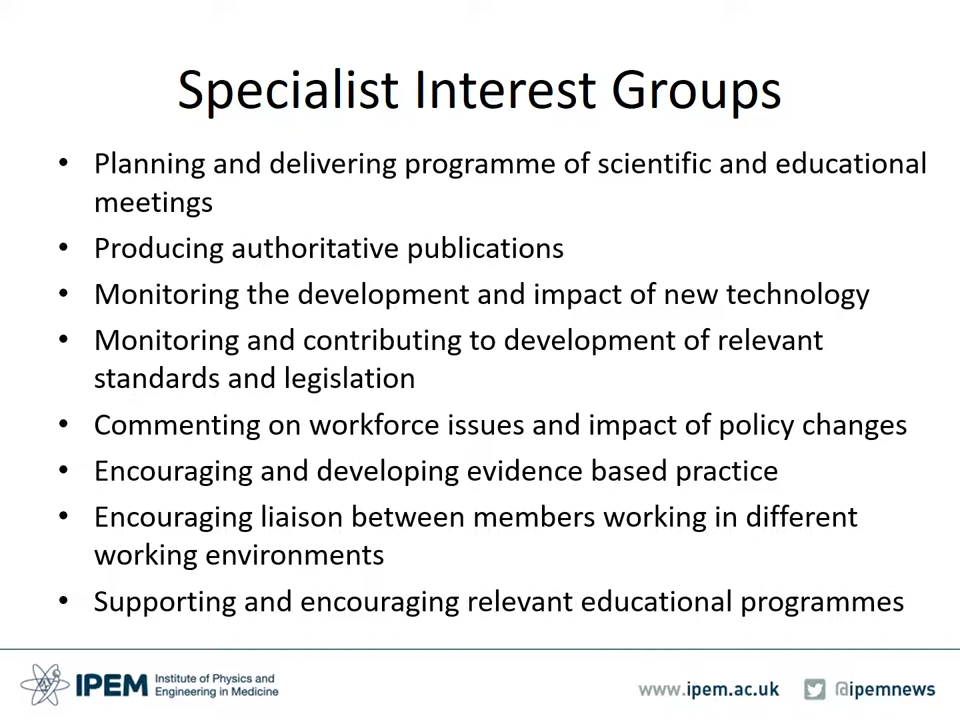 Specialist Interest Groups
• Planning and delivering programme of scientific and educational
meetings
• Producing authoritative publications
• Monitoring the development and impact of new technology
• Monitoring and contributing to development of relevant
standards and legislation
• Commenting on workforce issues and impact of policy changes
• Encouraging and developing evidence based practice
• Encouraging liaison between members working in different
working environments
• Supporting and encouraging relevant educational programmes
IPEM Institute of Physics and
Engineering in Medicine
www.ipem.ac.uk @ipemnews